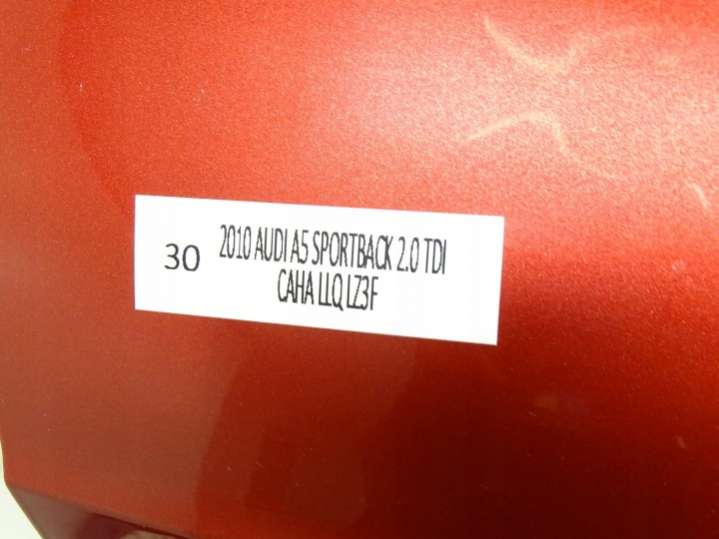 30 2010 AUDI A5 SPORTBACK 2.0 TDI
CAHA LLQ LZ3F